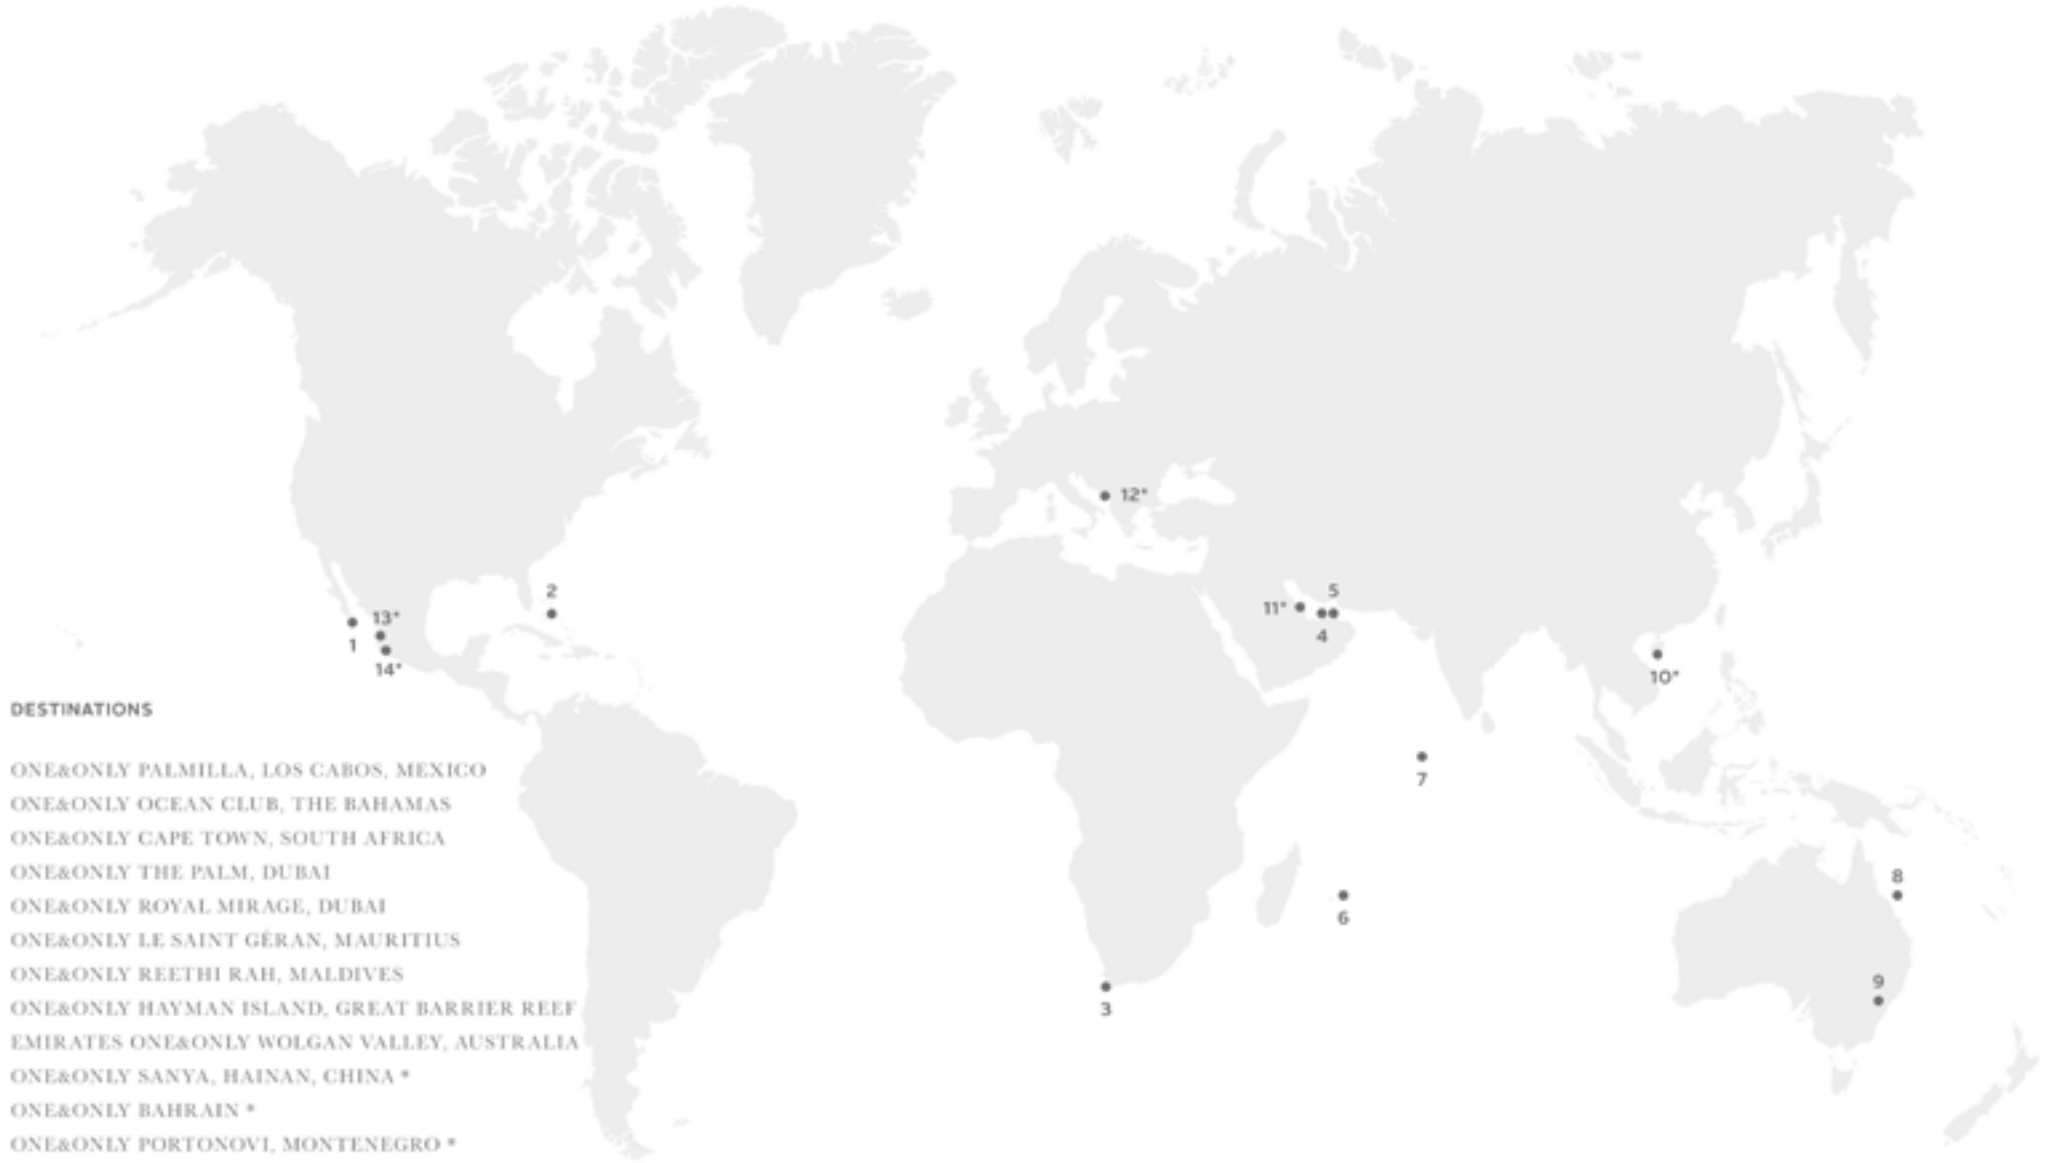 12*
2
5
13*
11*
1
4
14*
10*
DESTINATIONS
ONE&ONLY PALMILLA, LOS CABOS, MEXICO
7
ONE&ONLY OCEAN CLUB, THE BAHAMAS
ONE&ONLY CAPE TOWN, SOUTH AFRICA
ONE&ONLY THE PALM, DUBAI
8
ONE&ONLY ROYAL MIRAGE, DUBAI
6
ONE&ONLY LE SAINT GÉRAN, MAURITIUS
ONE&ONLY REETHI RAH, MALDIVES
9
ONE&ONLY HAYMAN ISLAND, GREAT BARRIER REEF
3
EMIRATES ONE&ONLY WOLGAN VALLEY, AUSTRALIA
ONE&ONLY SANYA, HAINAN, CHINA *
ONE&ONLY BAHRAIN *
ONE&ONLY PORTONOVI, MONTENEGRO *